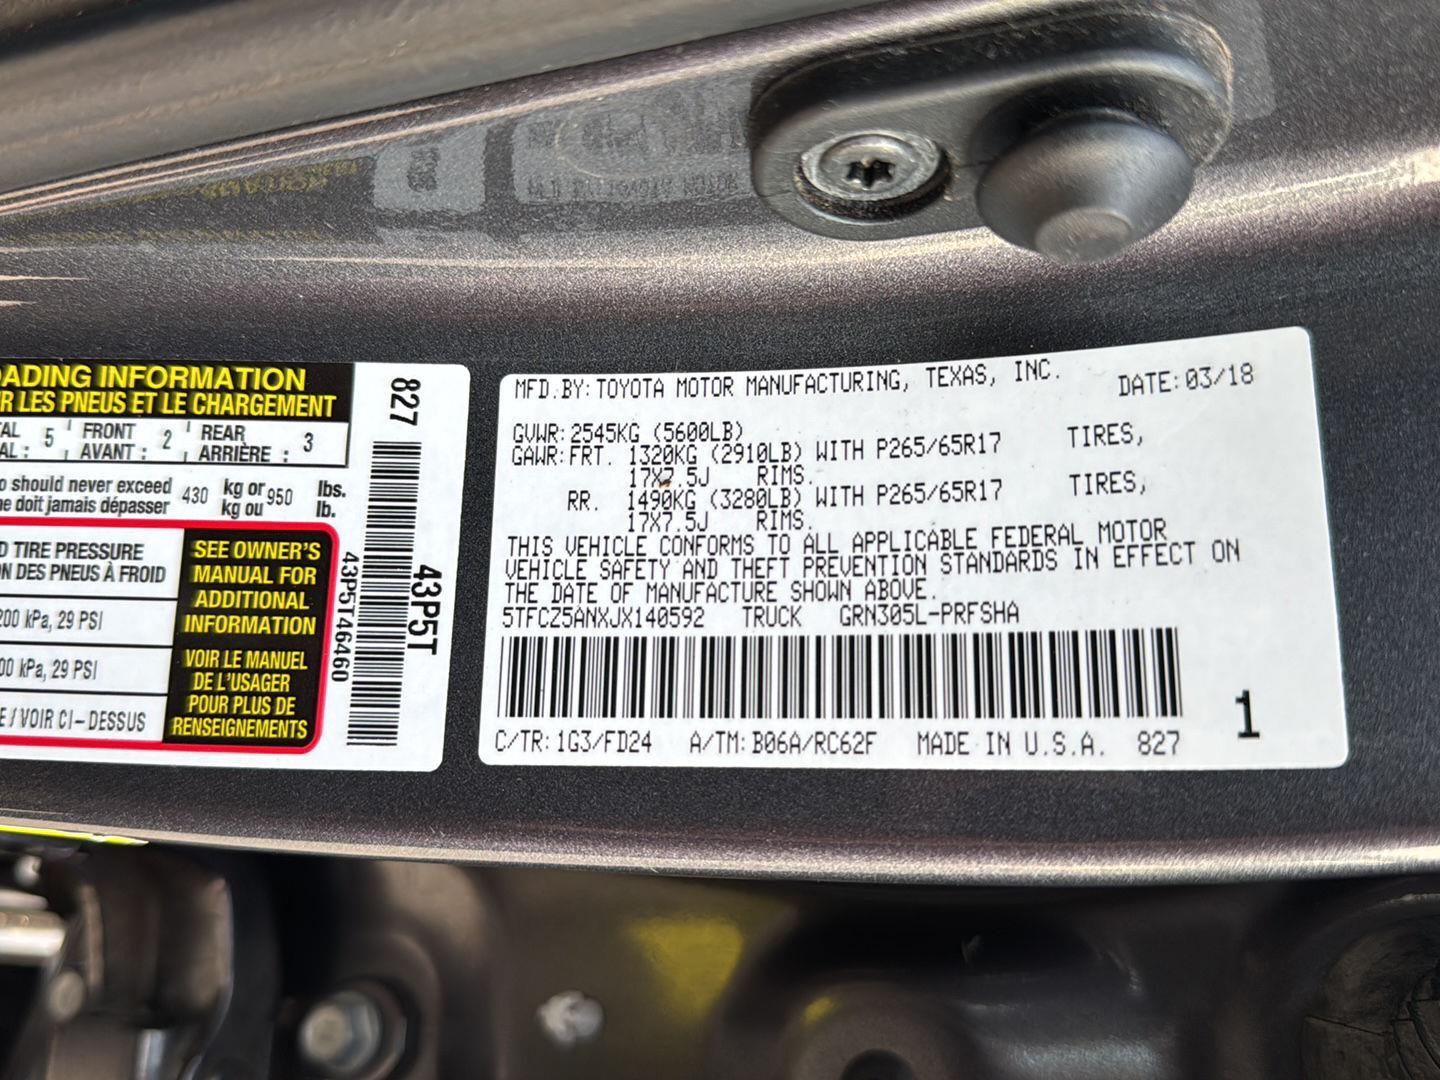 ADING INFORMATION
R LES PNEUS ET LE CHARGEMENT
AL : 5 FRONT AVANT : 2 REAR ARRIÈRE : 3
o should never exceed
ne doit jamais dépasser
430 kg or kg ou 950 lbs. lb.
D TIRE PRESSURE
ON DES PNEUS À FROID
200 kPa, 29 PSI
00 kPa, 29 PSI
E / VOIR CI-DESSUS
SEE OWNER'S
MANUAL FOR
ADDITIONAL
INFORMATION
VOIR LE MANUEL
DE L'USAGER
POUR PLUS DE
RENSEIGNEMENTS
827
43P5T46460
43P5T
MFD.BY:TOYOTA MOTOR MANUFACTURING, TEXAS, INC. DATE:03/18
GVWR:2545KG (5600LB)
GAWR:FRT. 1320KG (2910LB) WITH P265/65R17 TIRES,
17X7.5J RIMS.
RR. 1490KG (3280LB) WITH P265/65R17 TIRES,
17X7.5J RIMS.
THIS VEHICLE CONFORMS TO ALL APPLICABLE FEDERAL MOTOR
VEHICLE SAFETY AND THEFT PREVENTION STANDARDS IN EFFECT ON
THE DATE OF MANUFACTURE SHOWN ABOVE.
5TFCZ5ANXJX140592 TRUCK GRN305L-PRFSHA
1
C/TR:1G3/FD24 A/TM:B06A/RC62F MADE IN U.S.A. 827